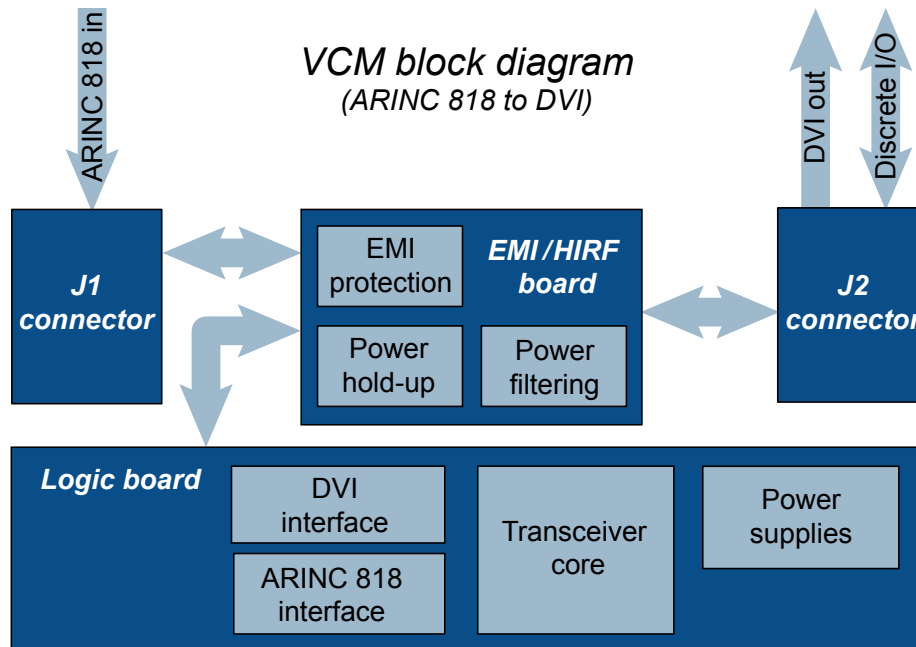 VCM block diagram
(ARINC 818 to DVI)
ARINC 818 in
DVI out
Discrete I/O
J1
connector
EMI
protection
EMI/HIRF
board
Power
hold-up
Power
filtering
J2
connector
Logic board
DVI
interface
ARINC 818
interface
Transceiver
core
Power
supplies